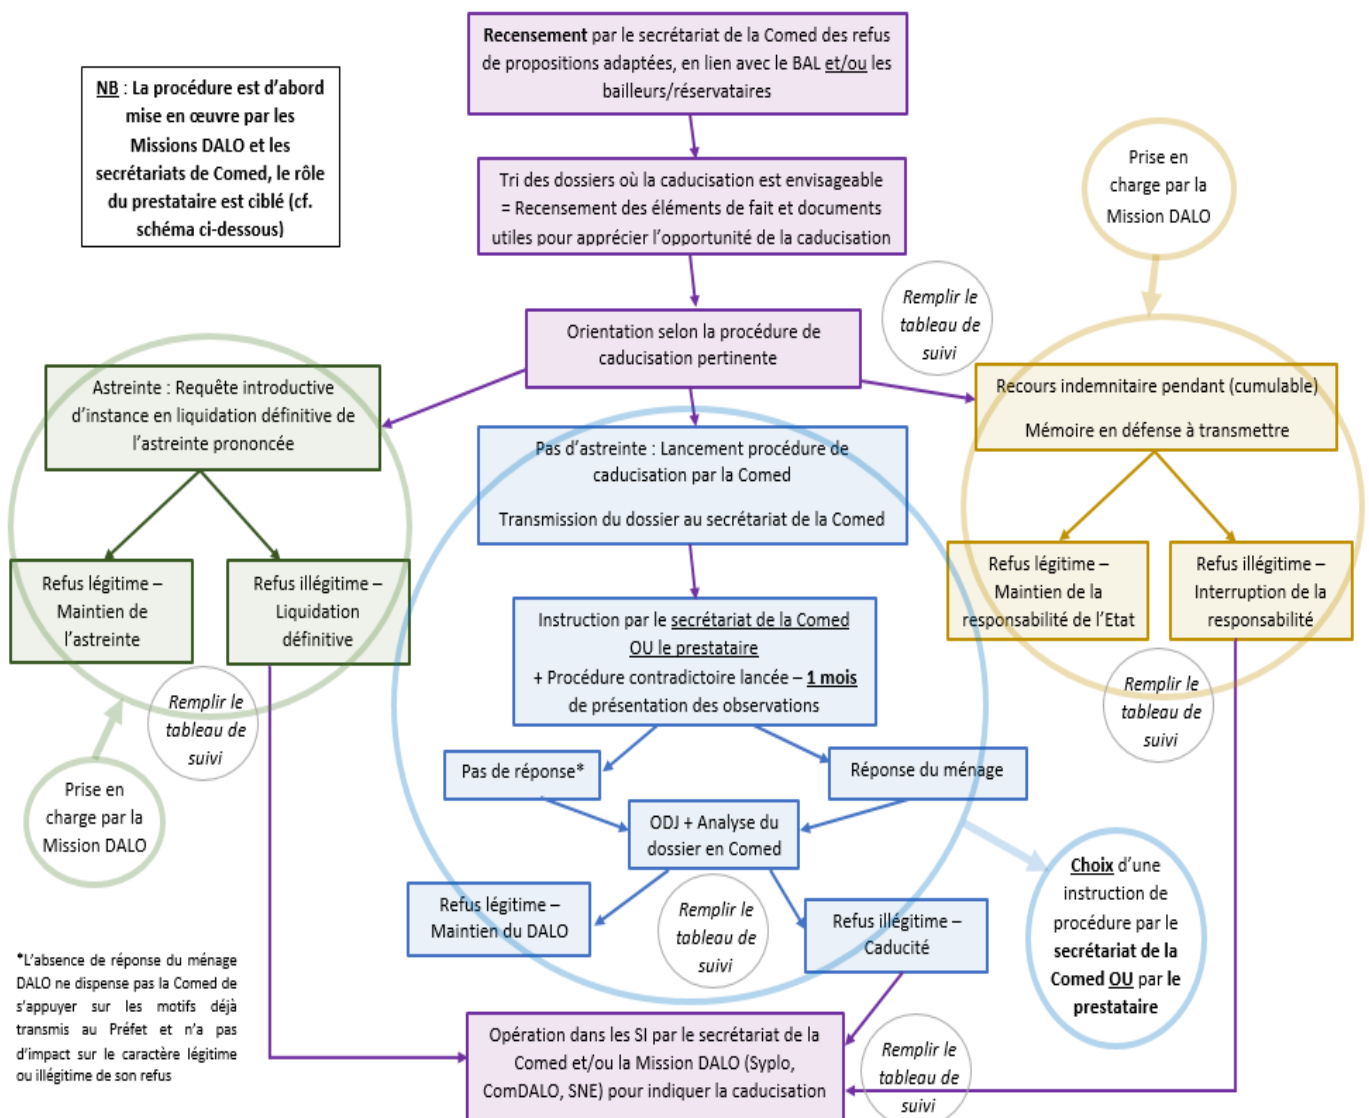 Recensement par le secrétariat de la Comed des refus
de propositions adaptées, en lien avec le BAL et/ou les
bailleurs/réservataires
NB : La procédure est d’abord
mise en œuvre par les
Missions DALO et les
secrétariats de Comed, le rôle
du prestataire est ciblé (cf.
schéma ci-dessous)
Prise en
charge par la
Mission DALO
Tri des dossiers où la caducisation est envisageable
= Recensement des éléments de fait et documents
utiles pour apprécier l’opportunité de la caducisation
Remplir le
tableau de
suivi
Orientation selon la procédure de
caducisation pertinente
Astreinte : Requête introductive
d’instance en liquidation définitive de
l’astreinte prononcée
Recours indemnitaire pendant (cumulable)
Mémoire en défense à transmettre
Pas d’astreinte : Lancement procédure de
caducisation par la Comed
Transmission du dossier au secrétariat de la Comed
Refus légitime –
Maintien de
l’astreinte
Refus illégitime –
Liquidation
définitive
Refus légitime –
Maintien de la
responsabilité de l’Etat
Refus illégitime –
Interruption de la
responsabilité
Instruction par le secrétariat de la Comed
OU le prestataire
+ Procédure contradictoire lancée – 1 mois
de présentation des observations
Remplir le
tableau de
suivi
Remplir le
tableau de
suivi
Pas de réponse*
Réponse du ménage
Prise en
charge par la
Mission DALO
ODJ + Analyse du
dossier en Comed
Refus légitime –
Maintien du DALO
Remplir le
tableau de
suivi
Refus illégitime –
Caducité
Choix d’une
instruction de
procédure par le
secrétariat de la
Comed OU par le
prestataire
*L’absence de réponse du ménage
DALO ne dispense pas la Comed de
s’appuyer sur les motifs déjà
transmis au Préfet et n’a pas
d’impact sur le caractère légitime
ou illégitime de son refus
Opération dans les SI par le secrétariat de la
Comed et/ou la Mission DALO (Syplo,
ComDALO, SNE) pour indiquer la caducisation
Remplir le
tableau de
suivi